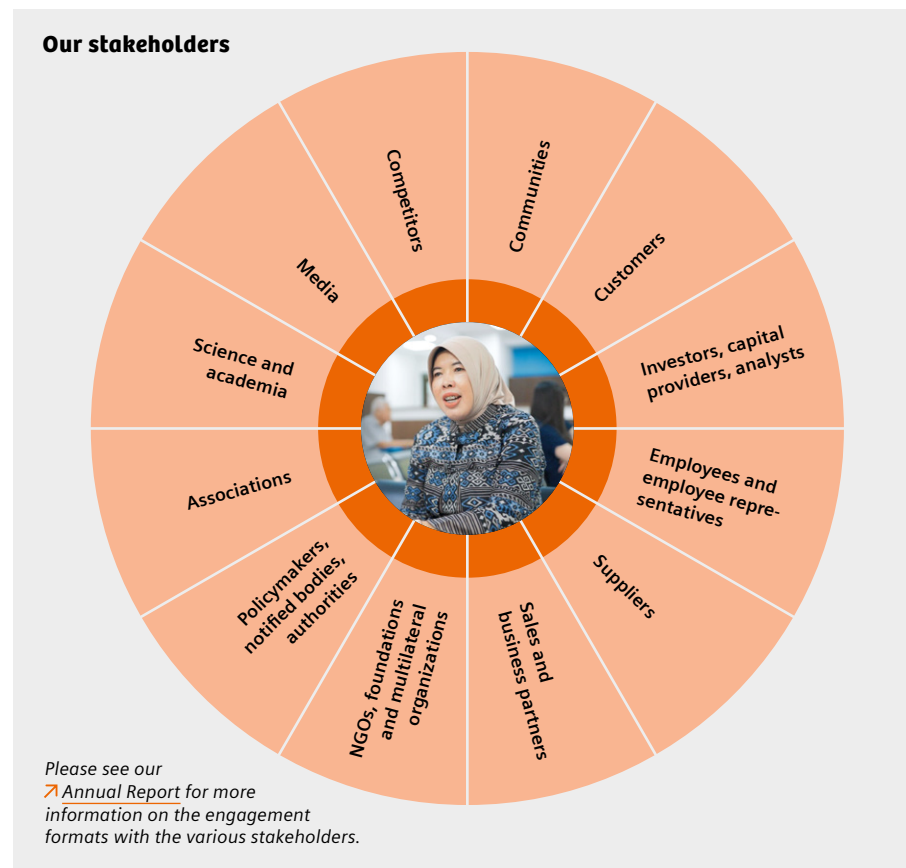 Our stakeholders
Communities
Customers
Investors, capital
providers, analysts
Employees and
employee repre-
sentatives
Suppliers
Sales and
business partners
NGOs, foundations
and multilateral
organizations
Policymakers,
notified bodies,
authorities
Associations
Science and
academia
Media
Competitors
Please see our
↗ Annual Report for more
information on the engagement
formats with the various stakeholders.